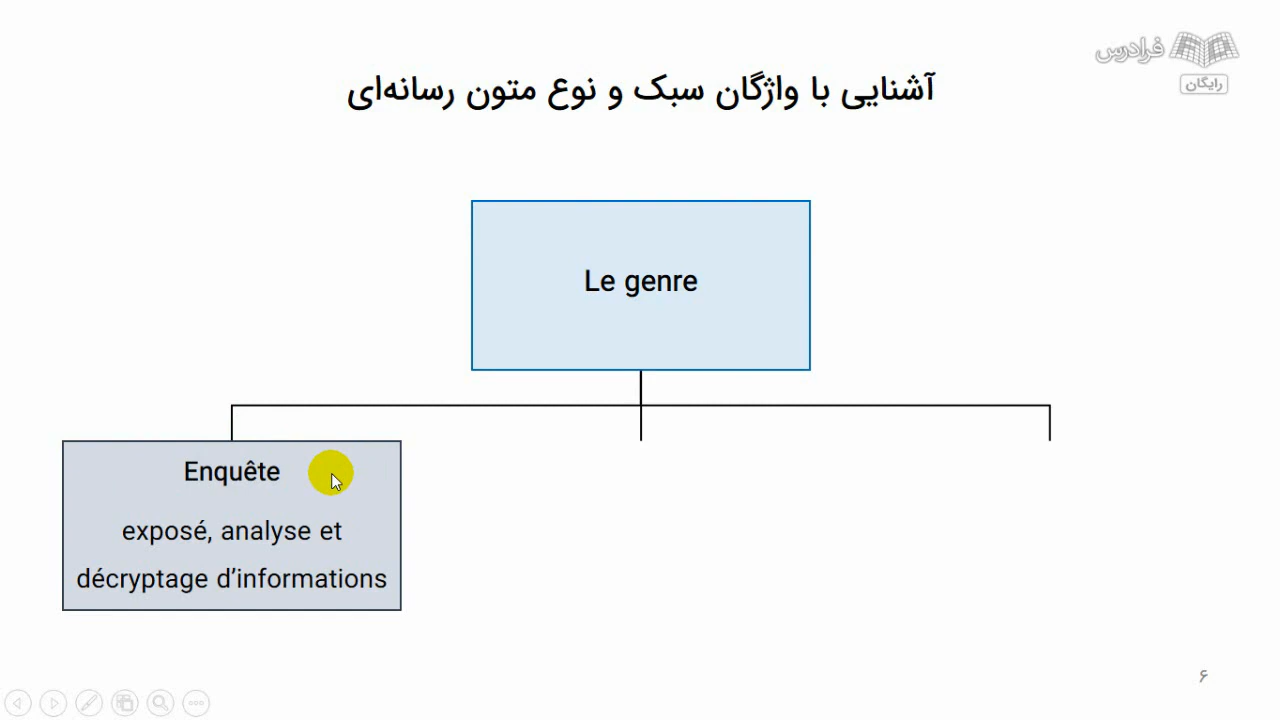 فرادرس
رایگان
آشنایی با واژگان سبک و نوع متون رسانه‌ای
Le genre
Enquête
exposé, analyse et
décryptage d’informations
۶